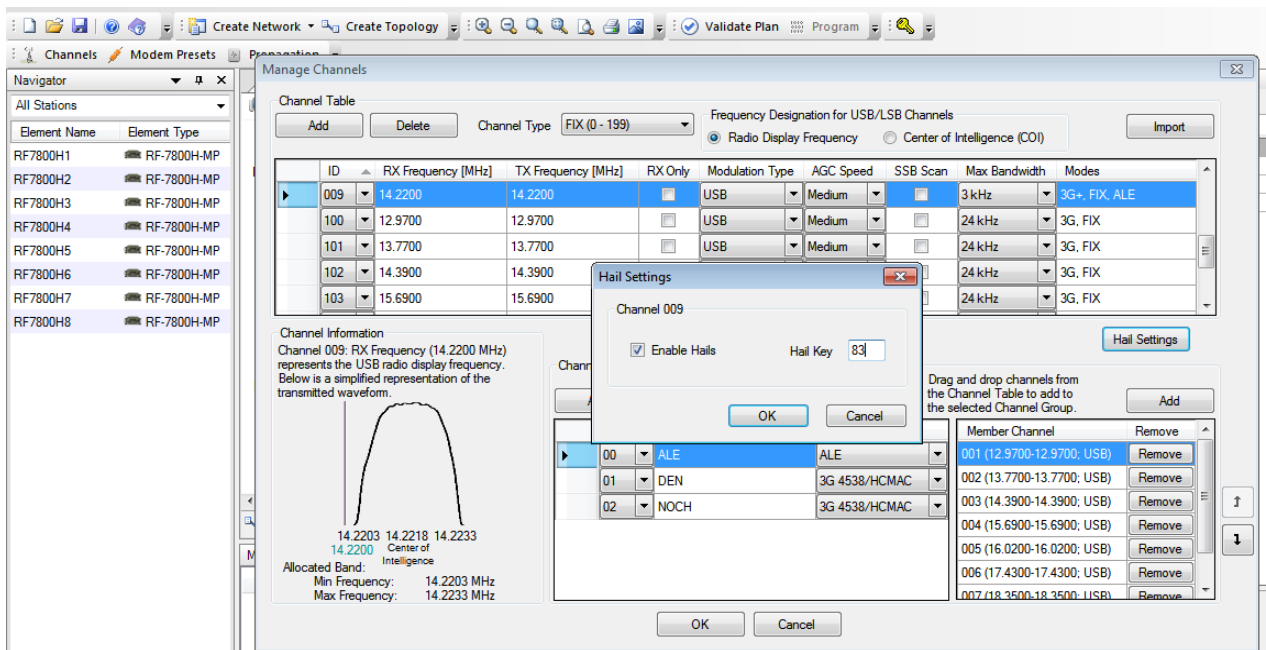 Create Network Create Topology Validate Plan Program
Channels Modem Presets Propagation
Navigator
All Stations
Element Name Element Type
RF7800H1 RF-7800H-MP
RF7800H2 RF-7800H-MP
RF7800H3 RF-7800H-MP
RF7800H4 RF-7800H-MP
RF7800H5 RF-7800H-MP
RF7800H6 RF-7800H-MP
RF7800H7 RF-7800H-MP
RF7800H8 RF-7800H-MP
Manage Channels
Channel Table
Add Delete Channel Type FIX (0 - 199)
Frequency Designation for USB/LSB Channels
Radio Display Frequency Center of Intelligence (COI)
Import
ID RX Frequency [MHz] TX Frequency [MHz] RX Only Modulation Type AGC Speed SSB Scan Max Bandwidth Modes
009 14.2200 14.2200 USB Medium 3 kHz 3G+, FIX, ALE
100 12.9700 12.9700 USB Medium 24 kHz 3G, FIX
101 13.7700 13.7700 USB Medium 24 kHz 3G, FIX
102 14.3900 14.3900 24 kHz 3G, FIX
103 15.6900 15.6900 24 kHz 3G, FIX
Hail Settings
Channel 009
Enable Hails Hail Key 83
OK Cancel
Hail Settings
Channel Information
Channel 009: RX Frequency (14.2200 MHz)
represents the USB radio display frequency.
Below is a simplified representation of the
transmitted waveform.
14.2203 14.2218 14.2233
14.2200 Center of
Intelligence
Allocated Band:
Min Frequency: 14.2203 MHz
Max Frequency: 14.2233 MHz
Chann
00 ALE ALE
01 DEN 3G 4538/HCMAC
02 NOCH 3G 4538/HCMAC
Drag and drop channels from
the Channel Table to add to
the selected Channel Group.
Add
Member Channel Remove
001 (12.9700-12.9700; USB) Remove
002 (13.7700-13.7700; USB) Remove
003 (14.3900-14.3900; USB) Remove
004 (15.6900-15.6900; USB) Remove
005 (16.0200-16.0200; USB) Remove
006 (17.4300-17.4300; USB) Remove
007 (18.3500-18.3500; USB) Remove
OK Cancel